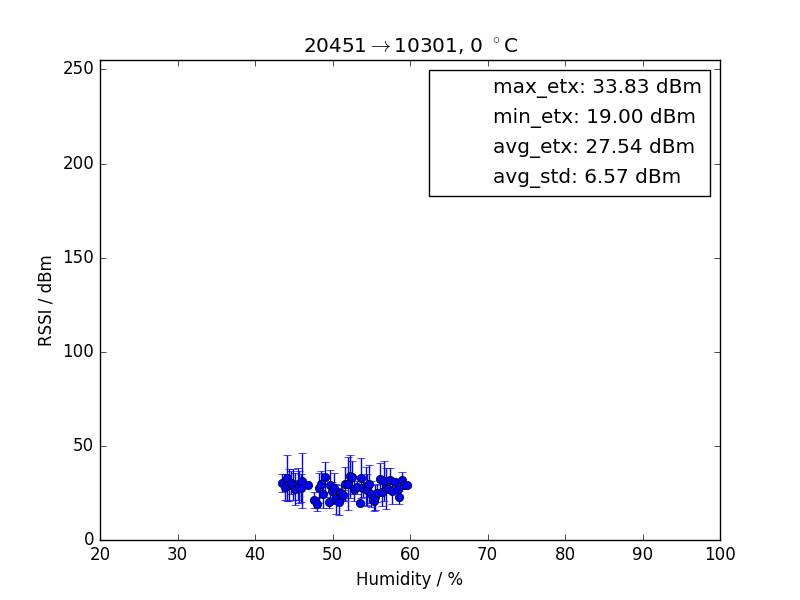 20451→10301, 0 °C
max_etx: 33.83 dBm
min_etx: 19.00 dBm
avg_etx: 27.54 dBm
avg_std: 6.57 dBm
RSSI / dBm
250
200
150
100
50
0
20 30 40 50 60 70 80 90 100
Humidity / %